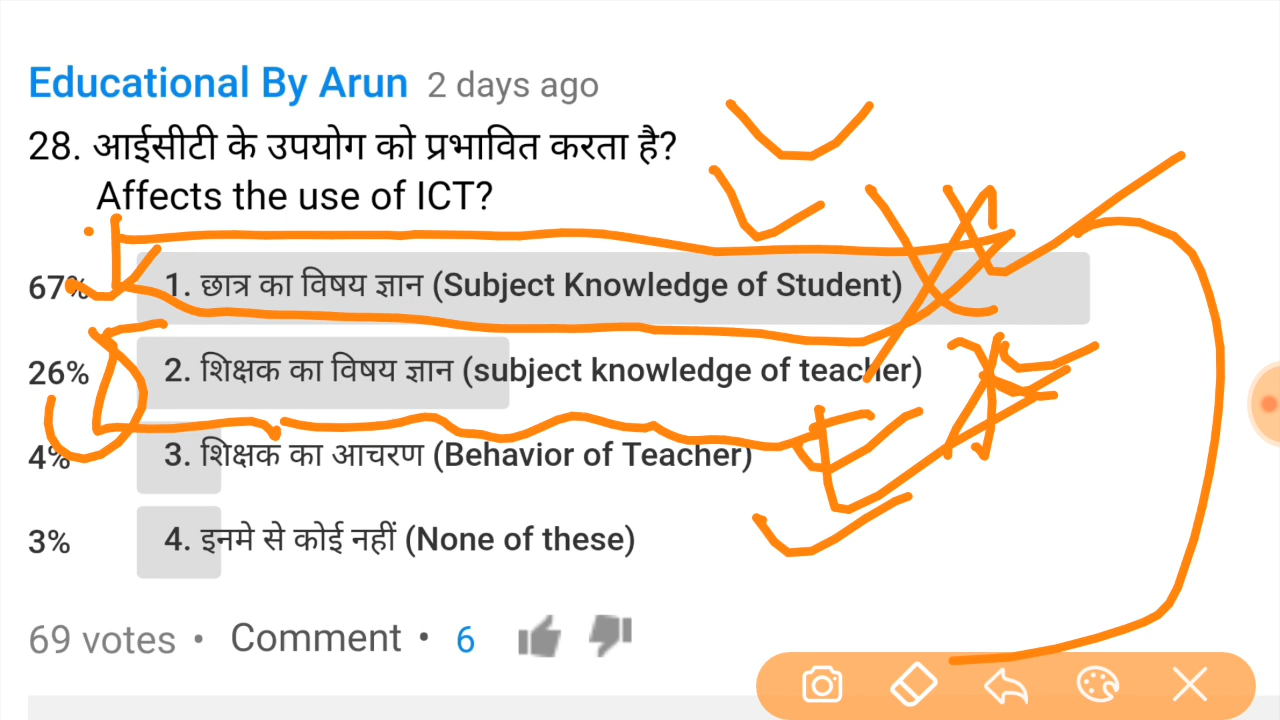 Educational By Arun 2 days ago
28. आईसीटी के उपयोग को प्रभावित करता है?
Affects the use of ICT?
67% 1. छात्र का विषय ज्ञान (Subject Knowledge of Student)
26% 2. शिक्षक का विषय ज्ञान (subject knowledge of teacher)
4% 3. शिक्षक का आचरण (Behavior of Teacher)
3% 4. इनमे से कोई नहीं (None of these)
69 votes • Comment • 6